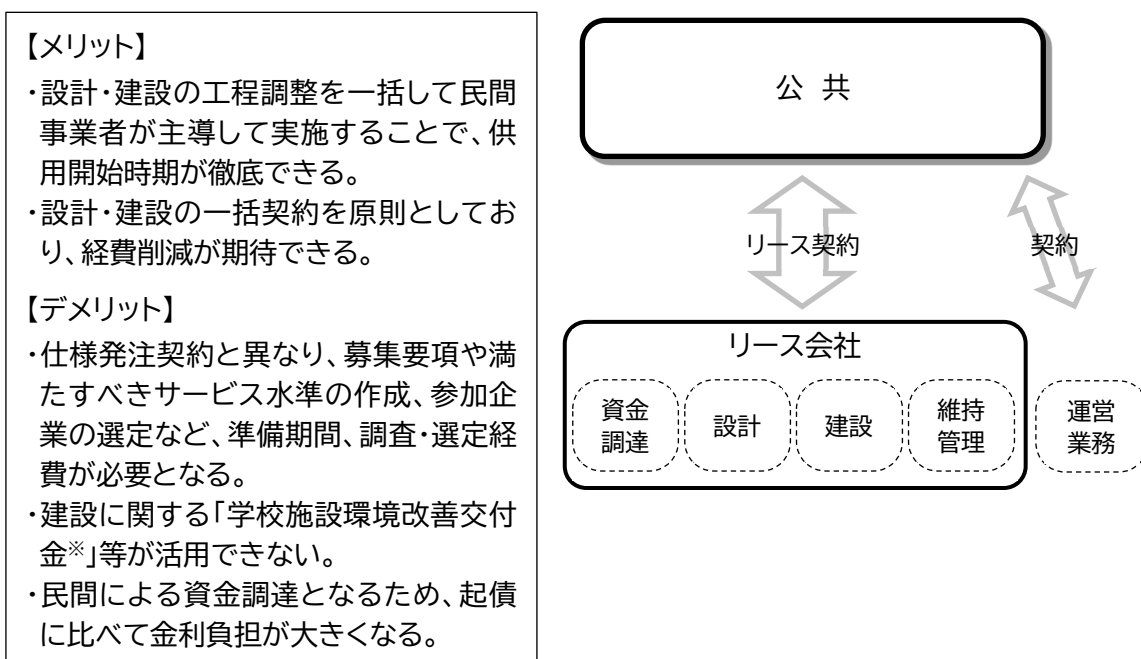 【メリット】
・設計・建設の工程調整を一括して民間
事業者が主導して実施することで、供
用開始時期が徹底できる。
・設計・建設の一括契約を原則としてお
り、経費削減が期待できる。
【デメリット】
・仕様発注契約と異なり、募集要項や満
たすべきサービス水準の作成、参加企
業の選定など、準備期間、調査・選定経
費が必要となる。
・建設に関する「学校施設環境改善交付
金※」等が活用できない。
・民間による資金調達となるため、起債
に比べて金利負担が大きくなる。
公 共
リース契約
契約
リース会社
資金
調達
設計
建設
維持
管理
運営
業務